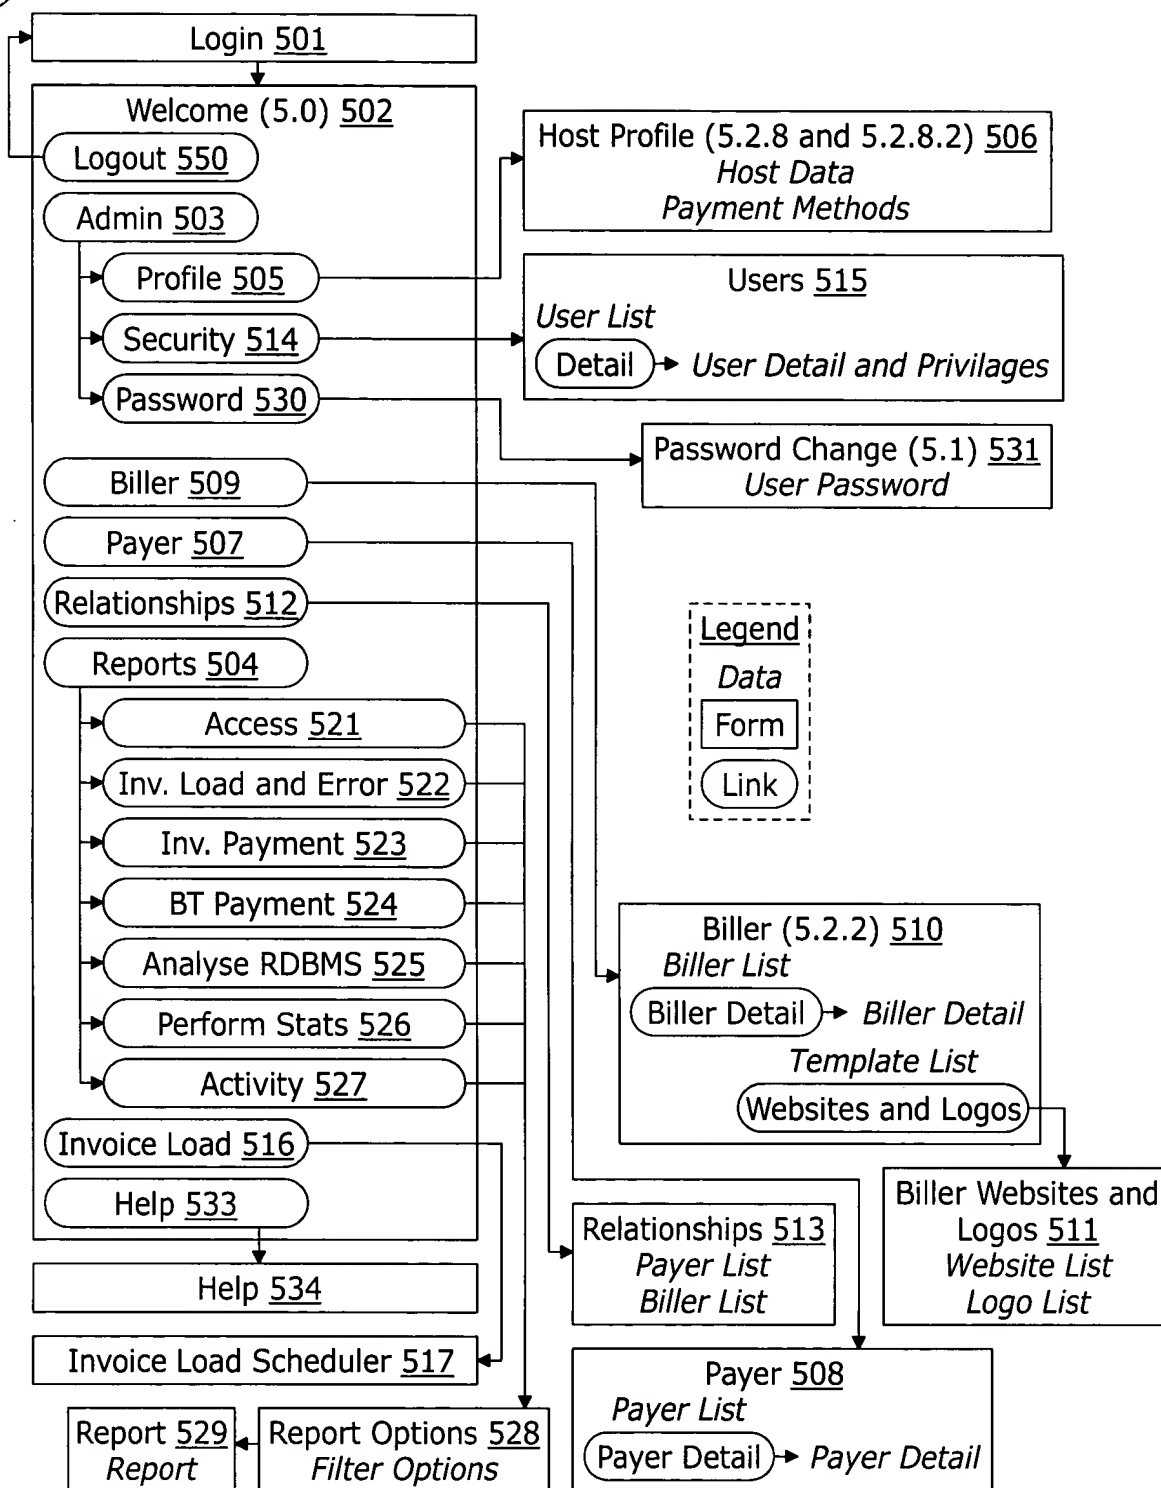 Login 501
Welcome (5.0) 502
Logout 550
Admin 503
Profile 505
Security 514
Password 530
Biller 509
Payer 507
Relationships 512
Reports 504
Access 521
Inv. Load and Error 522
Inv. Payment 523
BT Payment 524
Analyse RDBMS 525
Perform Stats 526
Activity 527
Invoice Load 516
Help 533
Help 534
Invoice Load Scheduler 517
Report 529
Report
Report Options 528
Filter Options
Host Profile (5.2.8 and 5.2.8.2) 506
Host Data
Payment Methods
Users 515
User List
Detail
User Detail and Privilages
Password Change (5.1) 531
User Password
Legend
Data
Form
Link
Biller (5.2.2) 510
Biller List
Biller Detail
Biller Detail
Template List
Websites and Logos
Biller Websites and
Logos 511
Website List
Logo List
Relationships 513
Payer List
Biller List
Payer 508
Payer List
Payer Detail
Payer Detail